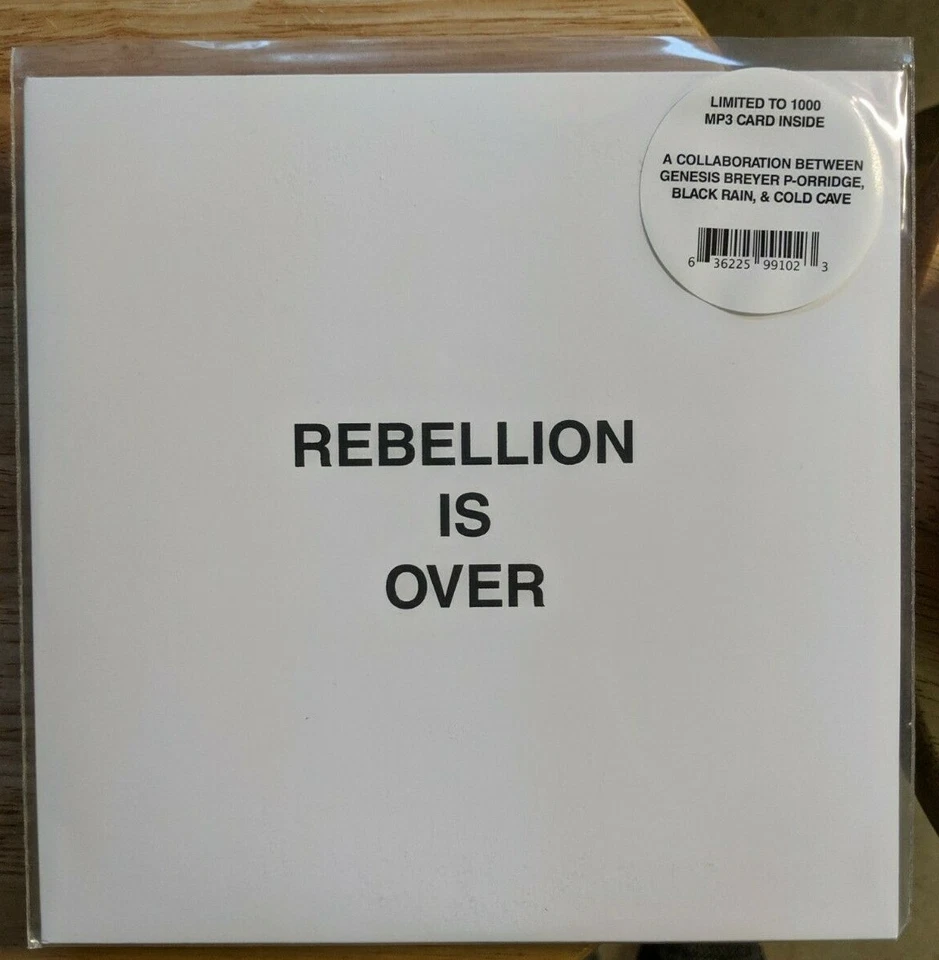 LIMITED TO 1000
MP3 CARD INSIDE
A COLLABORATION BETWEEN
GENESIS BREYER P-ORRIDGE,
BLACK RAIN, & COLD CAVE
6 36225 99102 3
REBELLION
IS
OVER